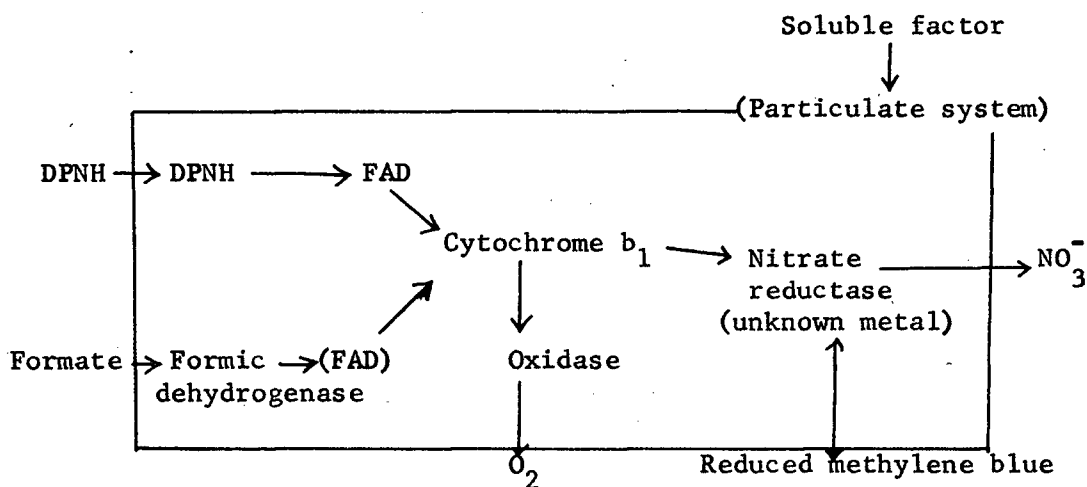 Soluble factor
(Particulate system)
DPNH → DPNH → FAD
Cytochrome b₁ → Nitrate → NO₃⁻
reductase
(unknown metal)
Formate → Formic → (FAD) Oxidase
dehydrogenase
O₂ Reduced methylene blue